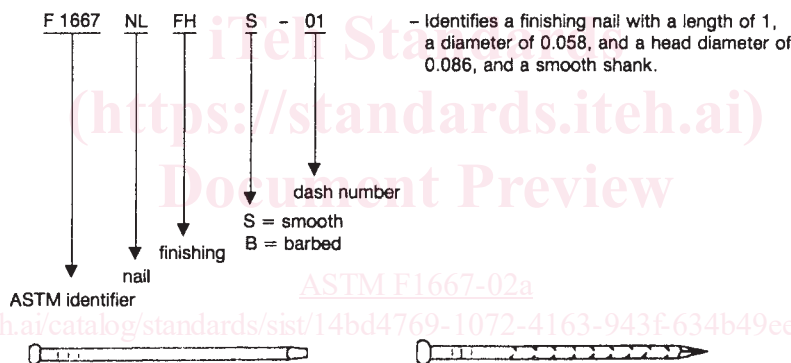 F 1667 NL FH S - 01
– Identifies a finishing nail with a length of 1,
a diameter of 0.058, and a head diameter of
0.086, and a smooth shank.
iTeh Standards
(https://standards.iteh.ai)
Document Preview
dash number
S = smooth
B = barbed
finishing
nail
ASTM identifier
ASTM F1667-02a
h.ai/catalog/standards/sist/14bd4769-1072-4163-943f-634b49ee